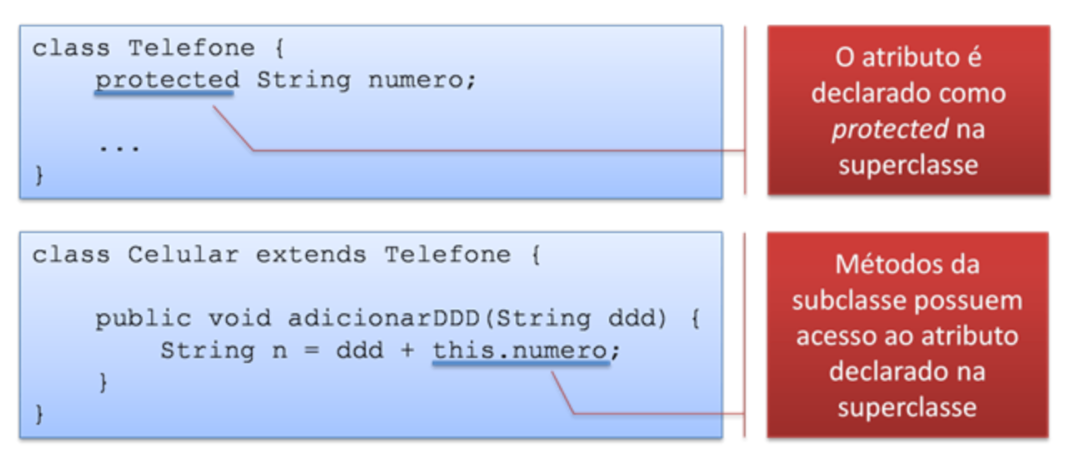 class Telefone {
protected String numero;
...
}
O atributo é
declarado como
protected na
superclasse
class Celular extends Telefone {
public void adicionarDDD(String ddd) {
String n = ddd + this.numero;
}
}
Métodos da
subclasse possuem
acesso ao atributo
declarado na
superclasse